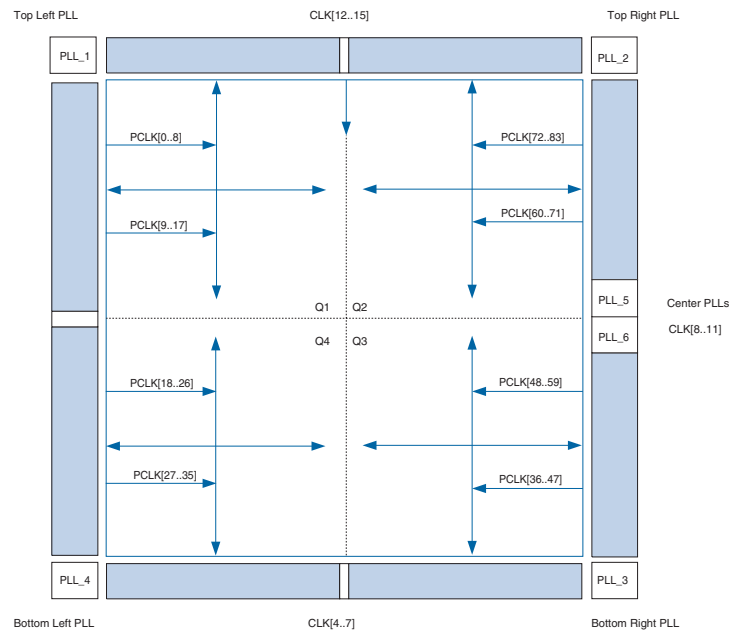 Top Left PLL
CLK[12..15]
Top Right PLL
PLL_1
PLL_2
PCLK[0..8]
PCLK[72..83]
PCLK[9..17]
PCLK[60..71]
PLL_5
Center PLLs
Q1
Q2
CLK[8..11]
PLL_6
Q4
Q3
PCLK[18..26]
PCLK[48..59]
PCLK[27..35]
PCLK[36..47]
PLL_4
PLL_3
Bottom Left PLL
CLK[4..7]
Bottom Right PLL